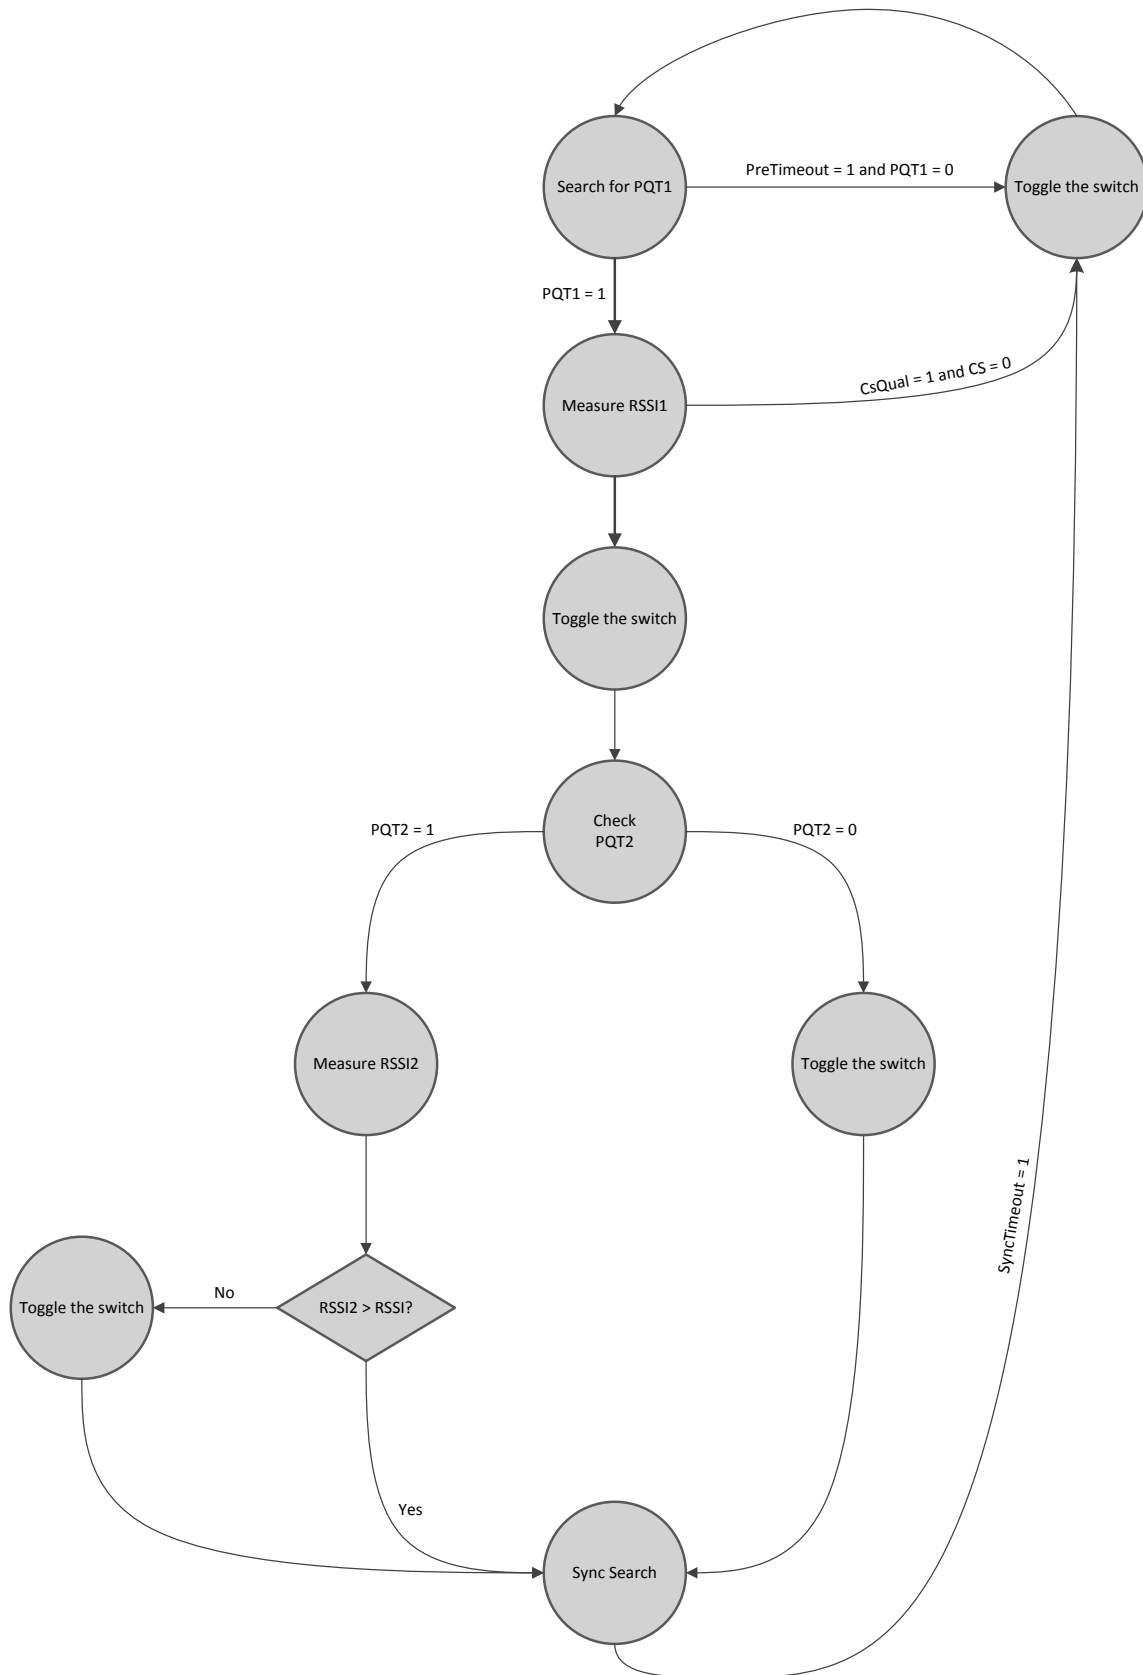 Search for PQT1
PreTimeout = 1 and PQT1 = 0
Toggle the switch
PQT1 = 1
Measure RSSI1
CsQual = 1 and CS = 0
Toggle the switch
Check
PQT2
PQT2 = 1
PQT2 = 0
Measure RSSI2
Toggle the switch
SyncTimeout = 1
Toggle the switch
No
RSSI2 > RSSI?
Yes
Sync Search